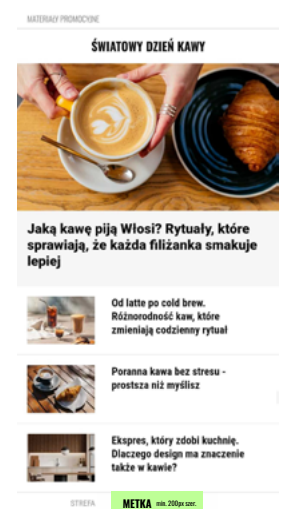 MATERIAŁY PROMOCYJNE
ŚWIATOWY DZIEŃ KAWY
Jaką kawę piją Włosi? Rytuały, które
sprawiają, że każda filiżanka smakuje
lepiej
Od latte po cold brew.
Różnorodność kaw, które
zmieniają codzienny rytuał
Poranna kawa bez stresu -
prostsza niż myślisz
Ekspres, który zdobi kuchnię.
Dlaczego design ma znaczenie
także w kawie?
STREFA METKA min. 200px szer.